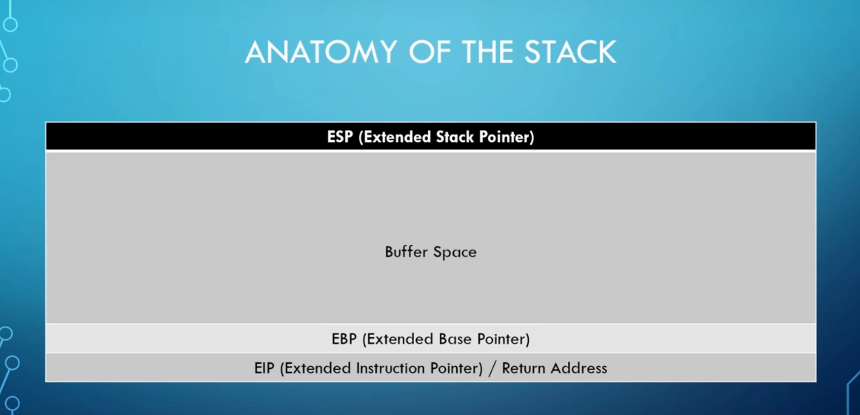 ANATOMY OF THE STACK
ESP (Extended Stack Pointer)
Buffer Space
EBP (Extended Base Pointer)
EIP (Extended Instruction Pointer) / Return Address